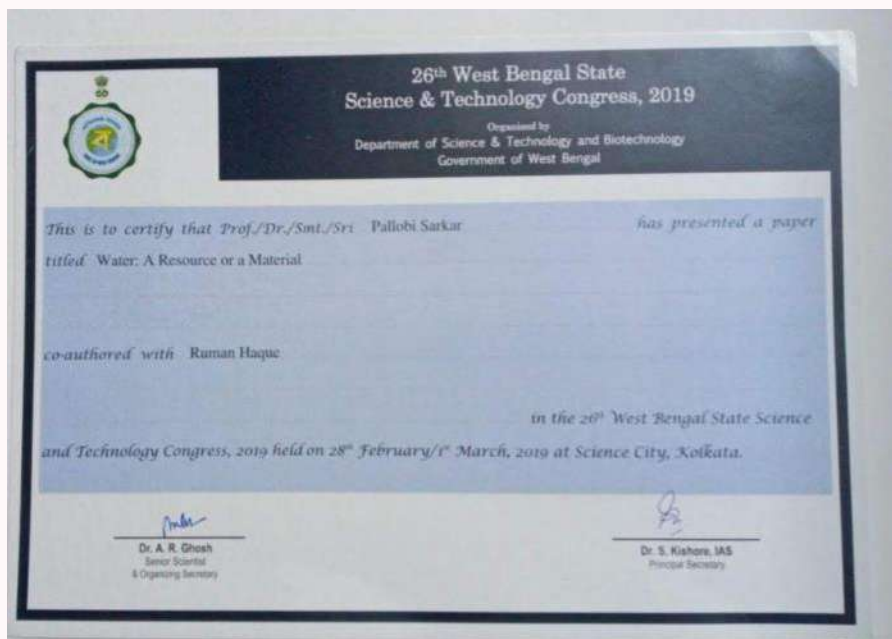 26th West Bengal State
Science & Technology Congress, 2019
Organised by
Department of Science & Technology and Biotechnology
Government of West Bengal
This is to certify that Prof./Dr./Smt./Sri Pallobi Sarkar has presented a paper
titled Water: A Resource or a Material
co-authored with Ruman Haque
in the 26th West Bengal State Science
and Technology Congress, 2019 held on 28th February/1st March, 2019 at Science City, Kolkata.
Dr. A. R. Ghosh
Senior Scientist
& Organizing Secretary
Dr. S. Kishore, IAS
Principal Secretary